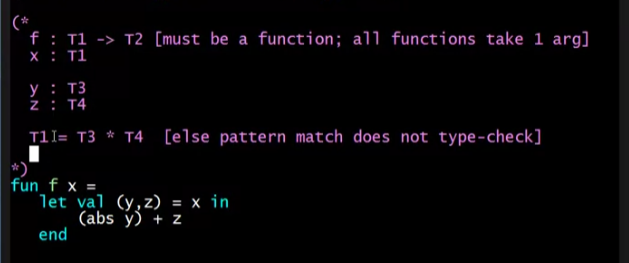 (*
f : T1 -> T2 [must be a function; all functions take 1 arg]
x : T1
y : T3
z : T4
T1 = T3 * T4 [else pattern match does not type-check]
*)
fun f x =
let val (y,z) = x in
(abs y) + z
end